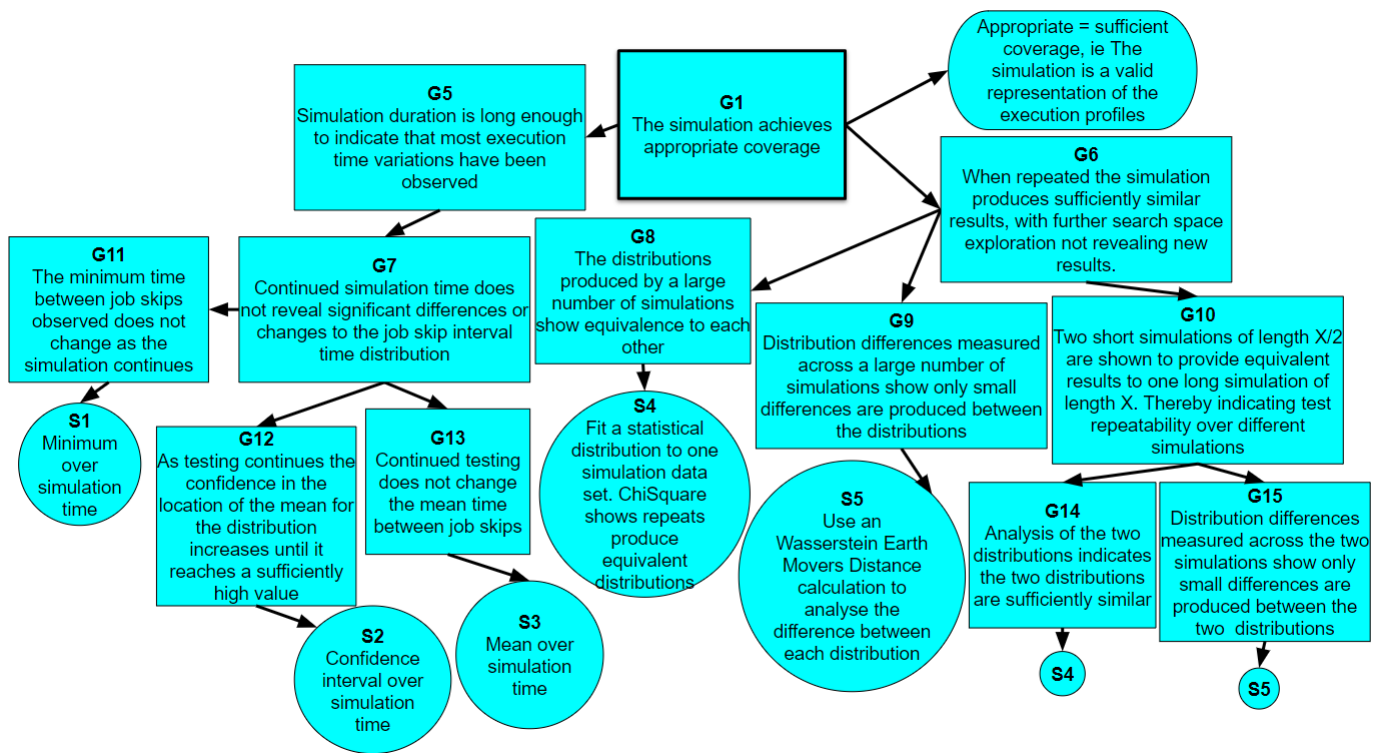 Appropriate = sufficient
coverage, ie The
simulation is a valid
representation of the
execution profiles
G1
The simulation achieves
appropriate coverage
G5
Simulation duration is long enough
to indicate that most execution
time variations have been
observed
G6
When repeated the simulation
produces sufficiently similar
results, with further search space
exploration not revealing new
results.
G11
The minimum time
between job skips
observed does not
change as the
simulation continues
G7
Continued simulation time does
not reveal significant differences or
changes to the job skip interval
time distribution
G8
The distributions
produced by a large
number of simulations
show equivalence to each
other
G9
Distribution differences measured
across a large number of
simulations show only small
differences are produced between
the distributions
G10
Two short simulations of length X/2
are shown to provide equivalent
results to one long simulation of
length X. Thereby indicating test
repeatability over different
simulations
S1
Minimum
over
simulation
time
G12
As testing continues the
confidence in the
location of the mean for
the distribution
increases until it
reaches a sufficiently
high value
G13
Continued testing
does not change
the mean time
between job skips
S4
Fit a statistical
distribution to one
simulation data
set. ChiSquare
shows repeats
produce
equivalent
distributions
S5
Use an
Wasserstein Earth
Movers Distance
calculation to
analyse the
difference between
each distribution
G14
Analysis of the two
distributions indicates
the two distributions
are sufficiently similar
G15
Distribution differences
measured across the two
simulations show only
small differences are
produced between the
two distributions
S2
Confidence
interval over
simulation
time
S3
Mean over
simulation
time
S4
S5